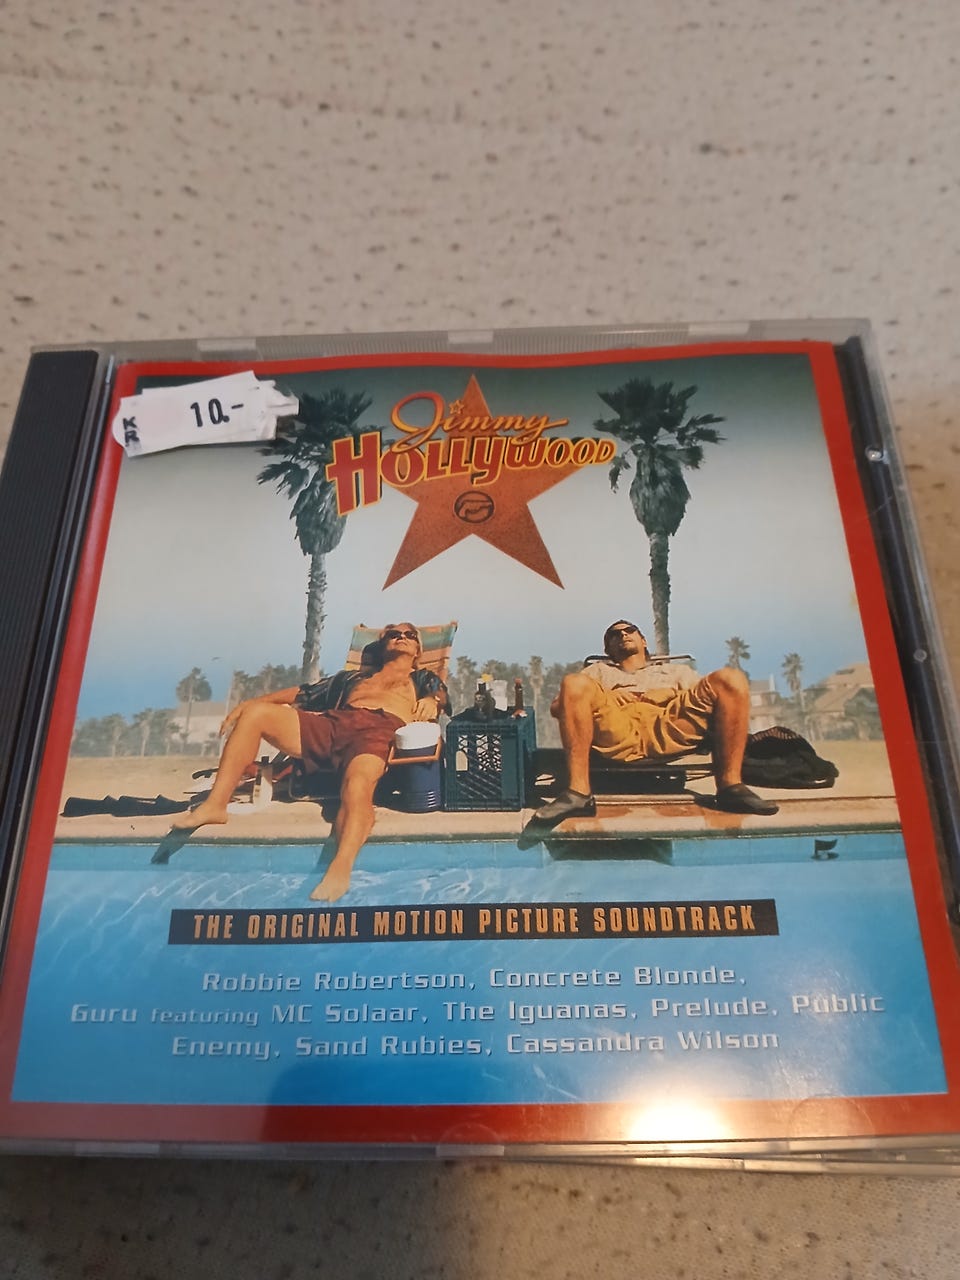 KR 10.-
Jimmy
HOLLYWOOD
THE ORIGINAL MOTION PICTURE SOUNDTRACK
Robbie Robertson, Concrete Blonde,
Guru featuring MC Solaar, The Iguanas, Prelude, Public
Enemy, Sand Rubies, Cassandra Wilson